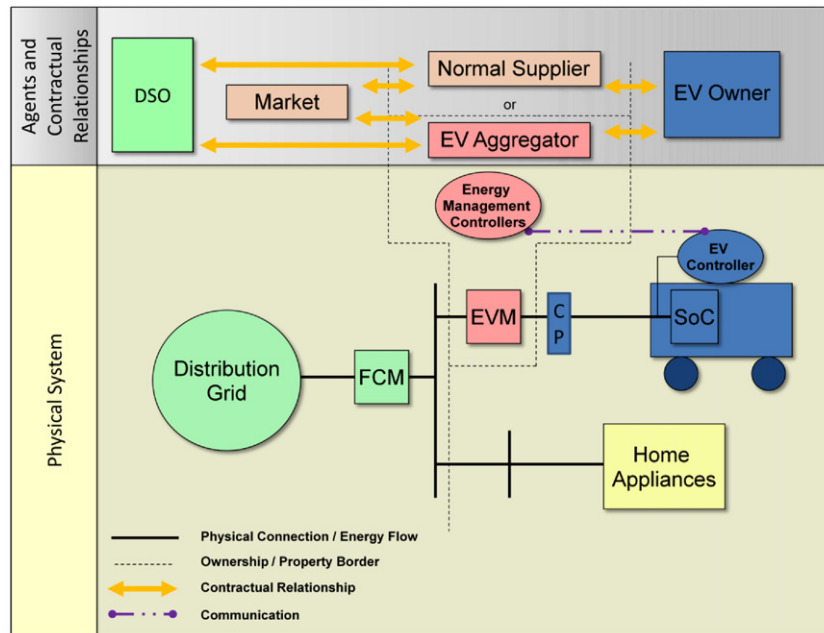 Agents and
Contractual
Relationships
DSO
Market
Normal Supplier
or
EV Aggregator
EV Owner
Physical System
Energy
Management
Controllers
EV
Controller
Distribution
Grid
FCM
EVM
C
P
SoC
Home
Appliances
Physical Connection / Energy Flow
Ownership / Property Border
Contractual Relationship
Communication